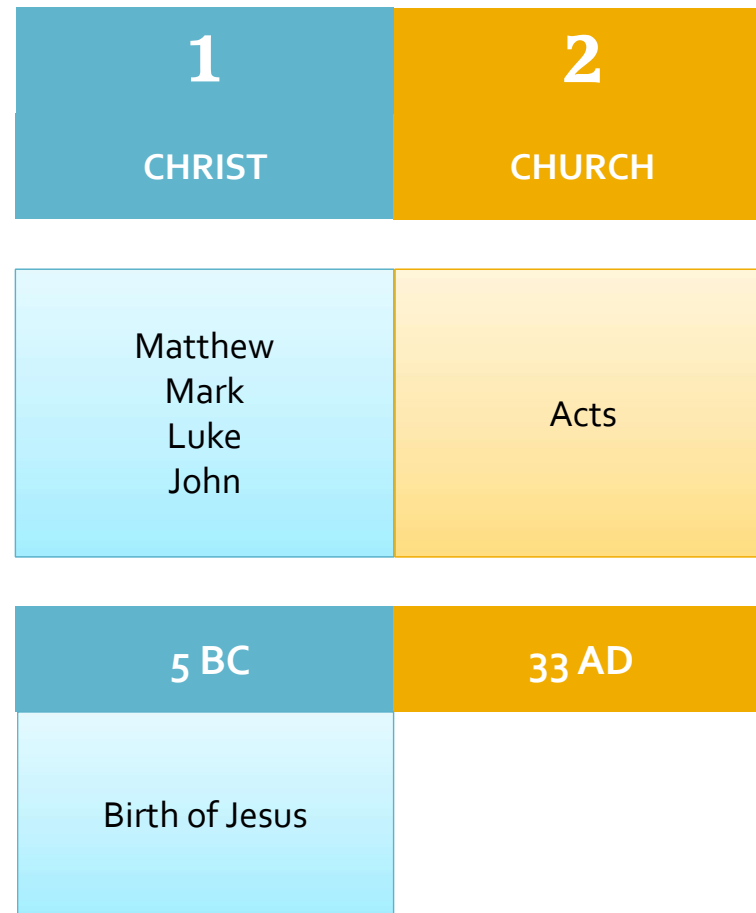 1
2
CHRIST
CHURCH
Matthew
Mark
Luke
John
Acts
5 BC
33 AD
Birth of Jesus